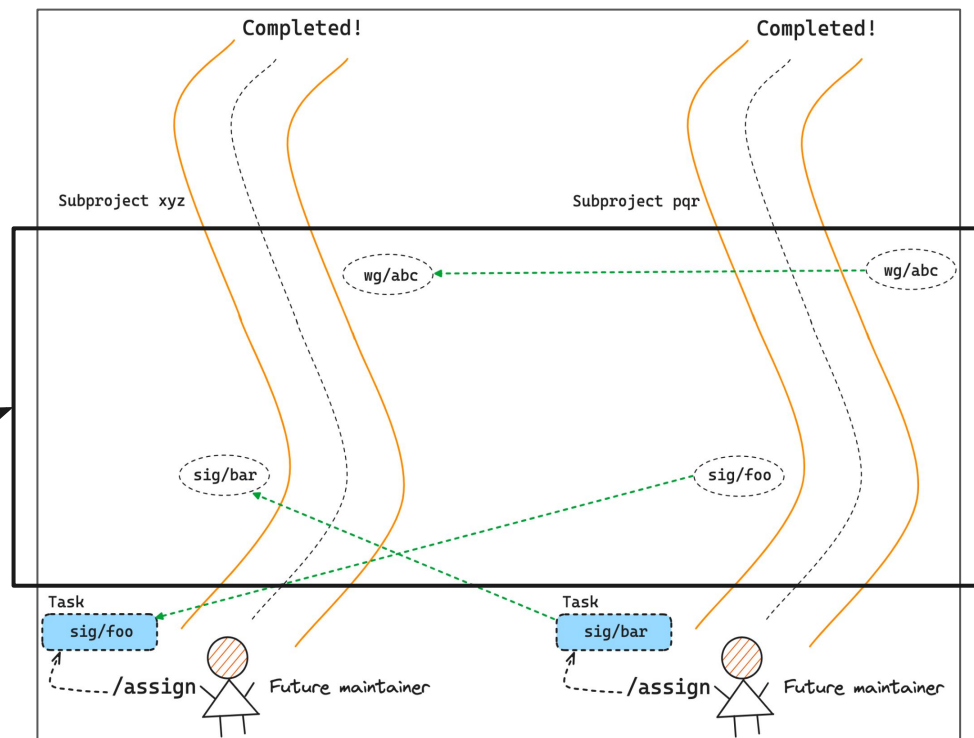 Completed!
Completed!
Subproject xyz
Subproject pqr
wg/abc
wg/abc
sig/bar
sig/foo
Task
Task
sig/foo
sig/bar
/assign
Future maintainer
/assign
Future maintainer